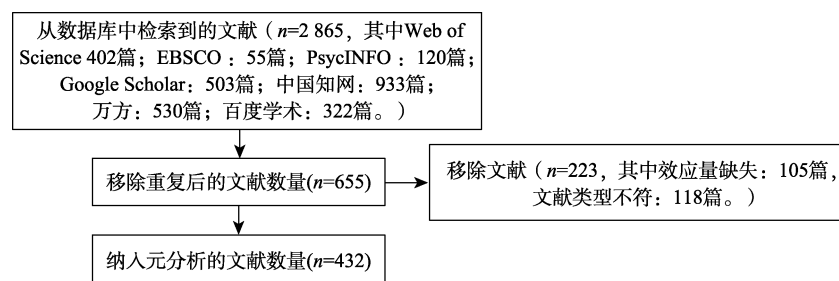 从数据库中检索到的文献（n=2 865，其中Web of
Science 402篇；EBSCO：55篇；PsycINFO：120篇；
Google Scholar：503篇；中国知网：933篇；
万方：530篇；百度学术：322篇。）
移除重复后的文献数量(n=655)
移除文献（n=223，其中效应量缺失：105篇，
文献类型不符：118篇。）
纳入元分析的文献数量(n=432)